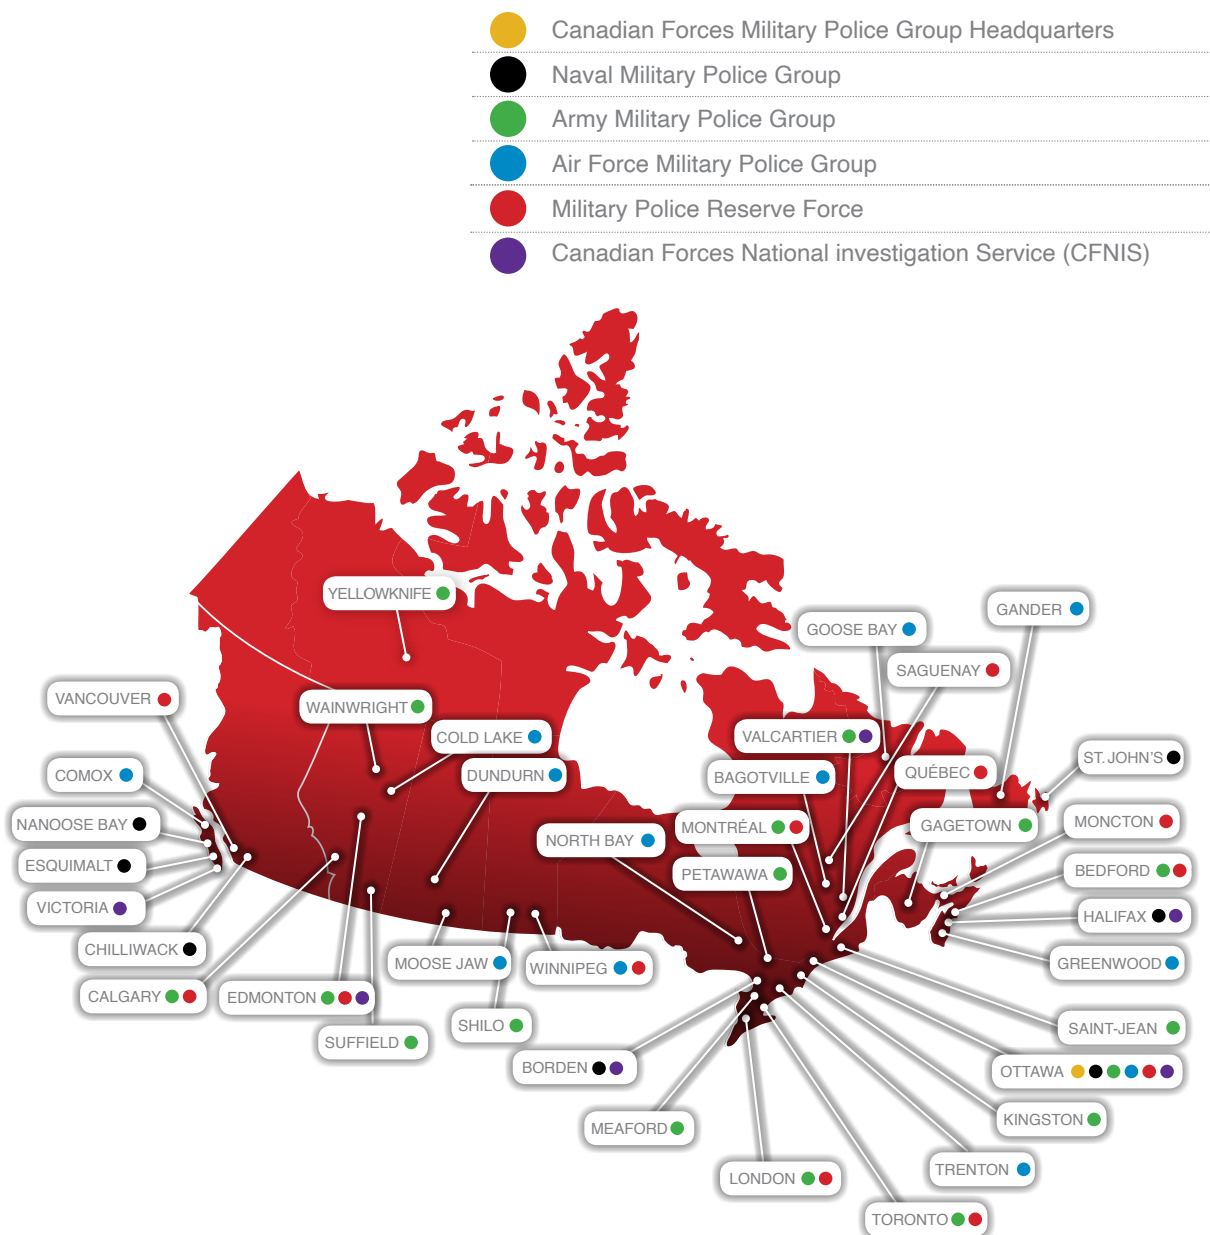 Canadian Forces Military Police Group Headquarters
Naval Military Police Group
Army Military Police Group
Air Force Military Police Group
Military Police Reserve Force
Canadian Forces National investigation Service (CFNIS)
YELLOWKNIFE
GANDER
GOOSE BAY
SAGUENAY
VANCOUVER
WAINWRIGHT
COLD LAKE
VALCARTIER
ST. JOHN'S
COMOX
DUNDURN
BAGOTVILLE
QUÉBEC
NANOOSE BAY
NORTH BAY
MONTRÉAL
GAGETOWN
MONCTON
ESQUIMALT
PETAWAWA
BEDFORD
VICTORIA
HALIFAX
CHILLIWACK
MOOSE JAW
WINNIPEG
GREENWOOD
CALGARY
EDMONTON
SUFFIELD
SHILO
SAINT-JEAN
BORDEN
OTTAWA
MEAFORD
KINGSTON
LONDON
TRENTON
TORONTO